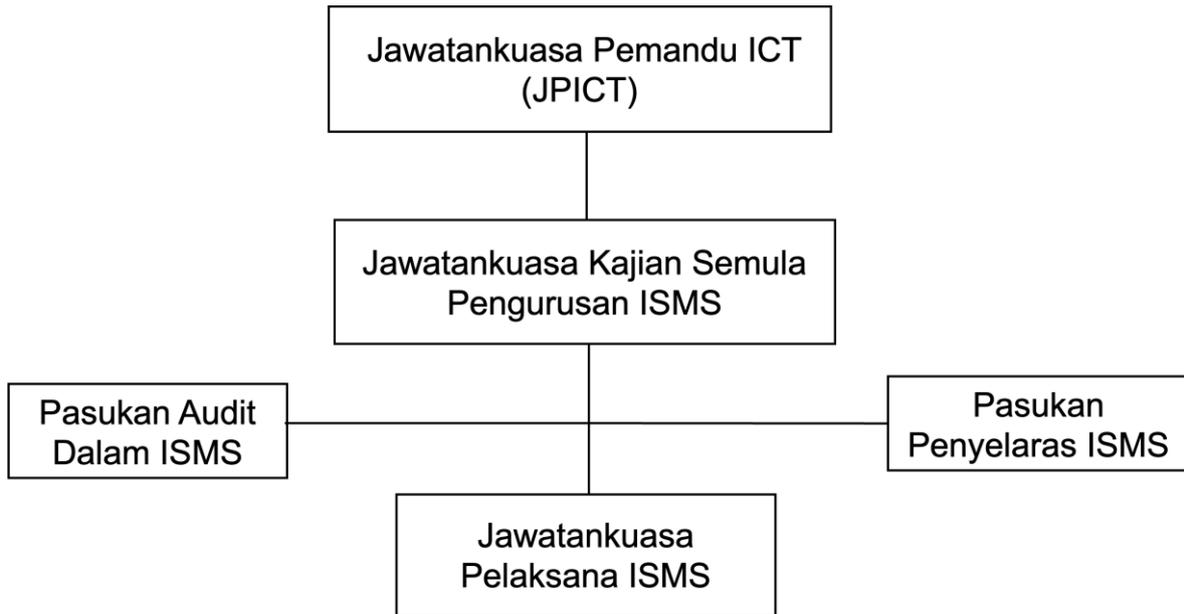 Jawatankuasa Pemandu ICT
(JPICT)
Jawatankuasa Kajian Semula
Pengurusan ISMS
Pasukan Audit
Dalam ISMS
Pasukan
Penyelaras ISMS
Jawatankuasa
Pelaksana ISMS